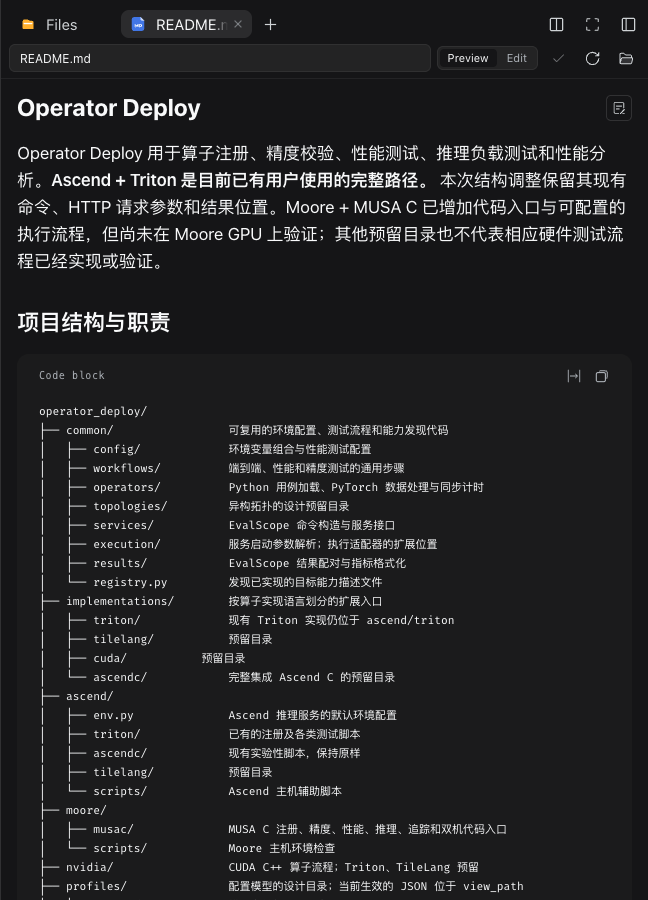 Files
README.m
README.md
Preview
Edit
Operator Deploy
Operator Deploy 用于算子注册、精度校验、性能测试、推理负载测试和性能分
析。Ascend + Triton 是目前已有用户使用的完整路径。 本次结构调整保留其现有
命令、HTTP 请求参数和结果位置。Moore + MUSA C 已增加代码入口与可配置的
执行流程，但尚未在 Moore GPU 上验证；其他预留目录也不代表相应硬件测试流
程已经实现或验证。
项目结构与职责
Code block
operator_deploy/
├── common/ 可复用的环境配置、测试流程和能力发现代码
│ ├── config/ 环境变量组合与性能测试配置
│ ├── workflows/ 端到端、性能和精度测试的通用步骤
│ ├── operators/ Python 用例加载、PyTorch 数据处理与同步计时
│ ├── topologies/ 异构拓扑的设计预留目录
│ ├── services/ EvalScope 命令构造与服务接口
│ ├── execution/ 服务启动参数解析；执行适配器的扩展位置
│ ├── results/ EvalScope 结果配对与指标格式化
│ └── registry.py 发现已实现的目标能力描述文件
├── implementations/ 按算子实现语言划分的扩展入口
│ ├── triton/ 现有 Triton 实现仍位于 ascend/triton
│ ├── tilelang/ 预留目录
│ ├── cuda/ 预留目录
│ └── ascendc/ 完整集成 Ascend C 的预留目录
├── ascend/
│ ├── env.py Ascend 推理服务的默认环境配置
│ ├── triton/ 已有的注册及各类测试脚本
│ ├── ascendc/ 现有实验性脚本，保持原样
│ ├── tilelang/ 预留目录
│ └── scripts/ Ascend 主机辅助脚本
├── moore/
│ ├── musac/ MUSA C 注册、精度、性能、推理、追踪和双机代码入口
│ └── scripts/ Moore 主机环境检查
├── nvidia/ CUDA C++ 算子流程；Triton、TileLang 预留
├── profiles/ 配置模型的设计目录；当前生效的 JSON 位于 view_path